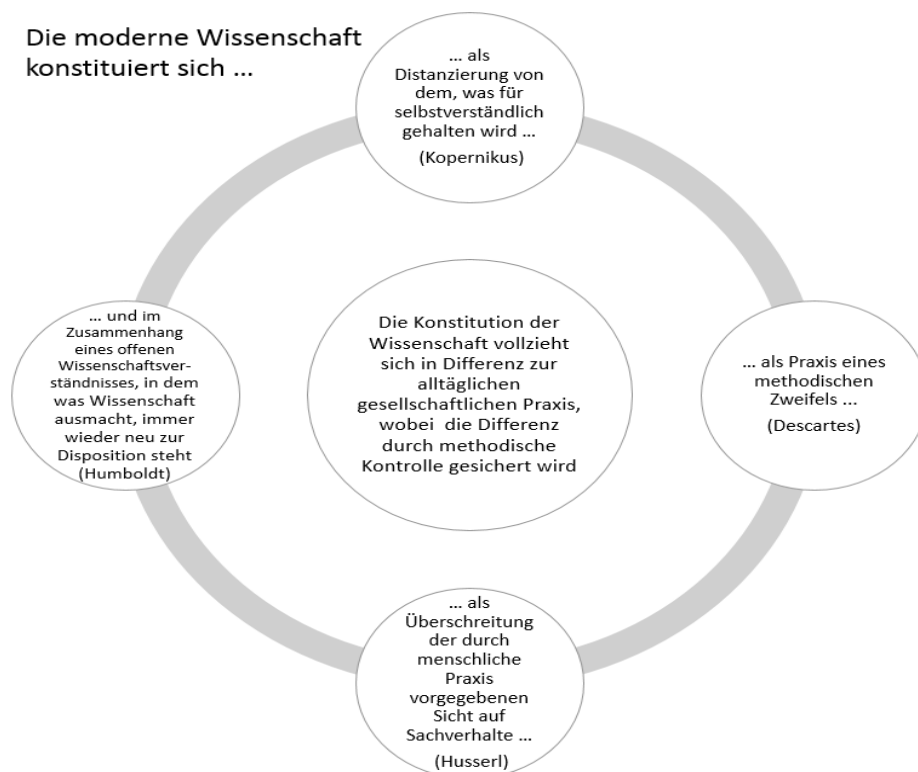 Die moderne Wissenschaft
konstituiert sich ...
... als
Distanzierung von
dem, was für
selbstverständlich
gehalten wird ...
(Kopernikus)
... als Praxis eines
methodischen
Zweifels ...
(Descartes)
... als
Überschreitung
der durch
menschliche
Praxis
vorgegebenen
Sicht auf
Sachverhalte ...
(Husserl)
... und im
Zusammenhang
eines offenen
Wissenschaftsver-
ständnisses, in dem
was Wissenschaft
ausmacht, immer
wieder neu zur
Disposition steht
(Humboldt)
Die Konstitution der
Wissenschaft vollzieht
sich in Differenz zur
alltäglichen
gesellschaftlichen Praxis,
wobei die Differenz
durch methodische
Kontrolle gesichert wird